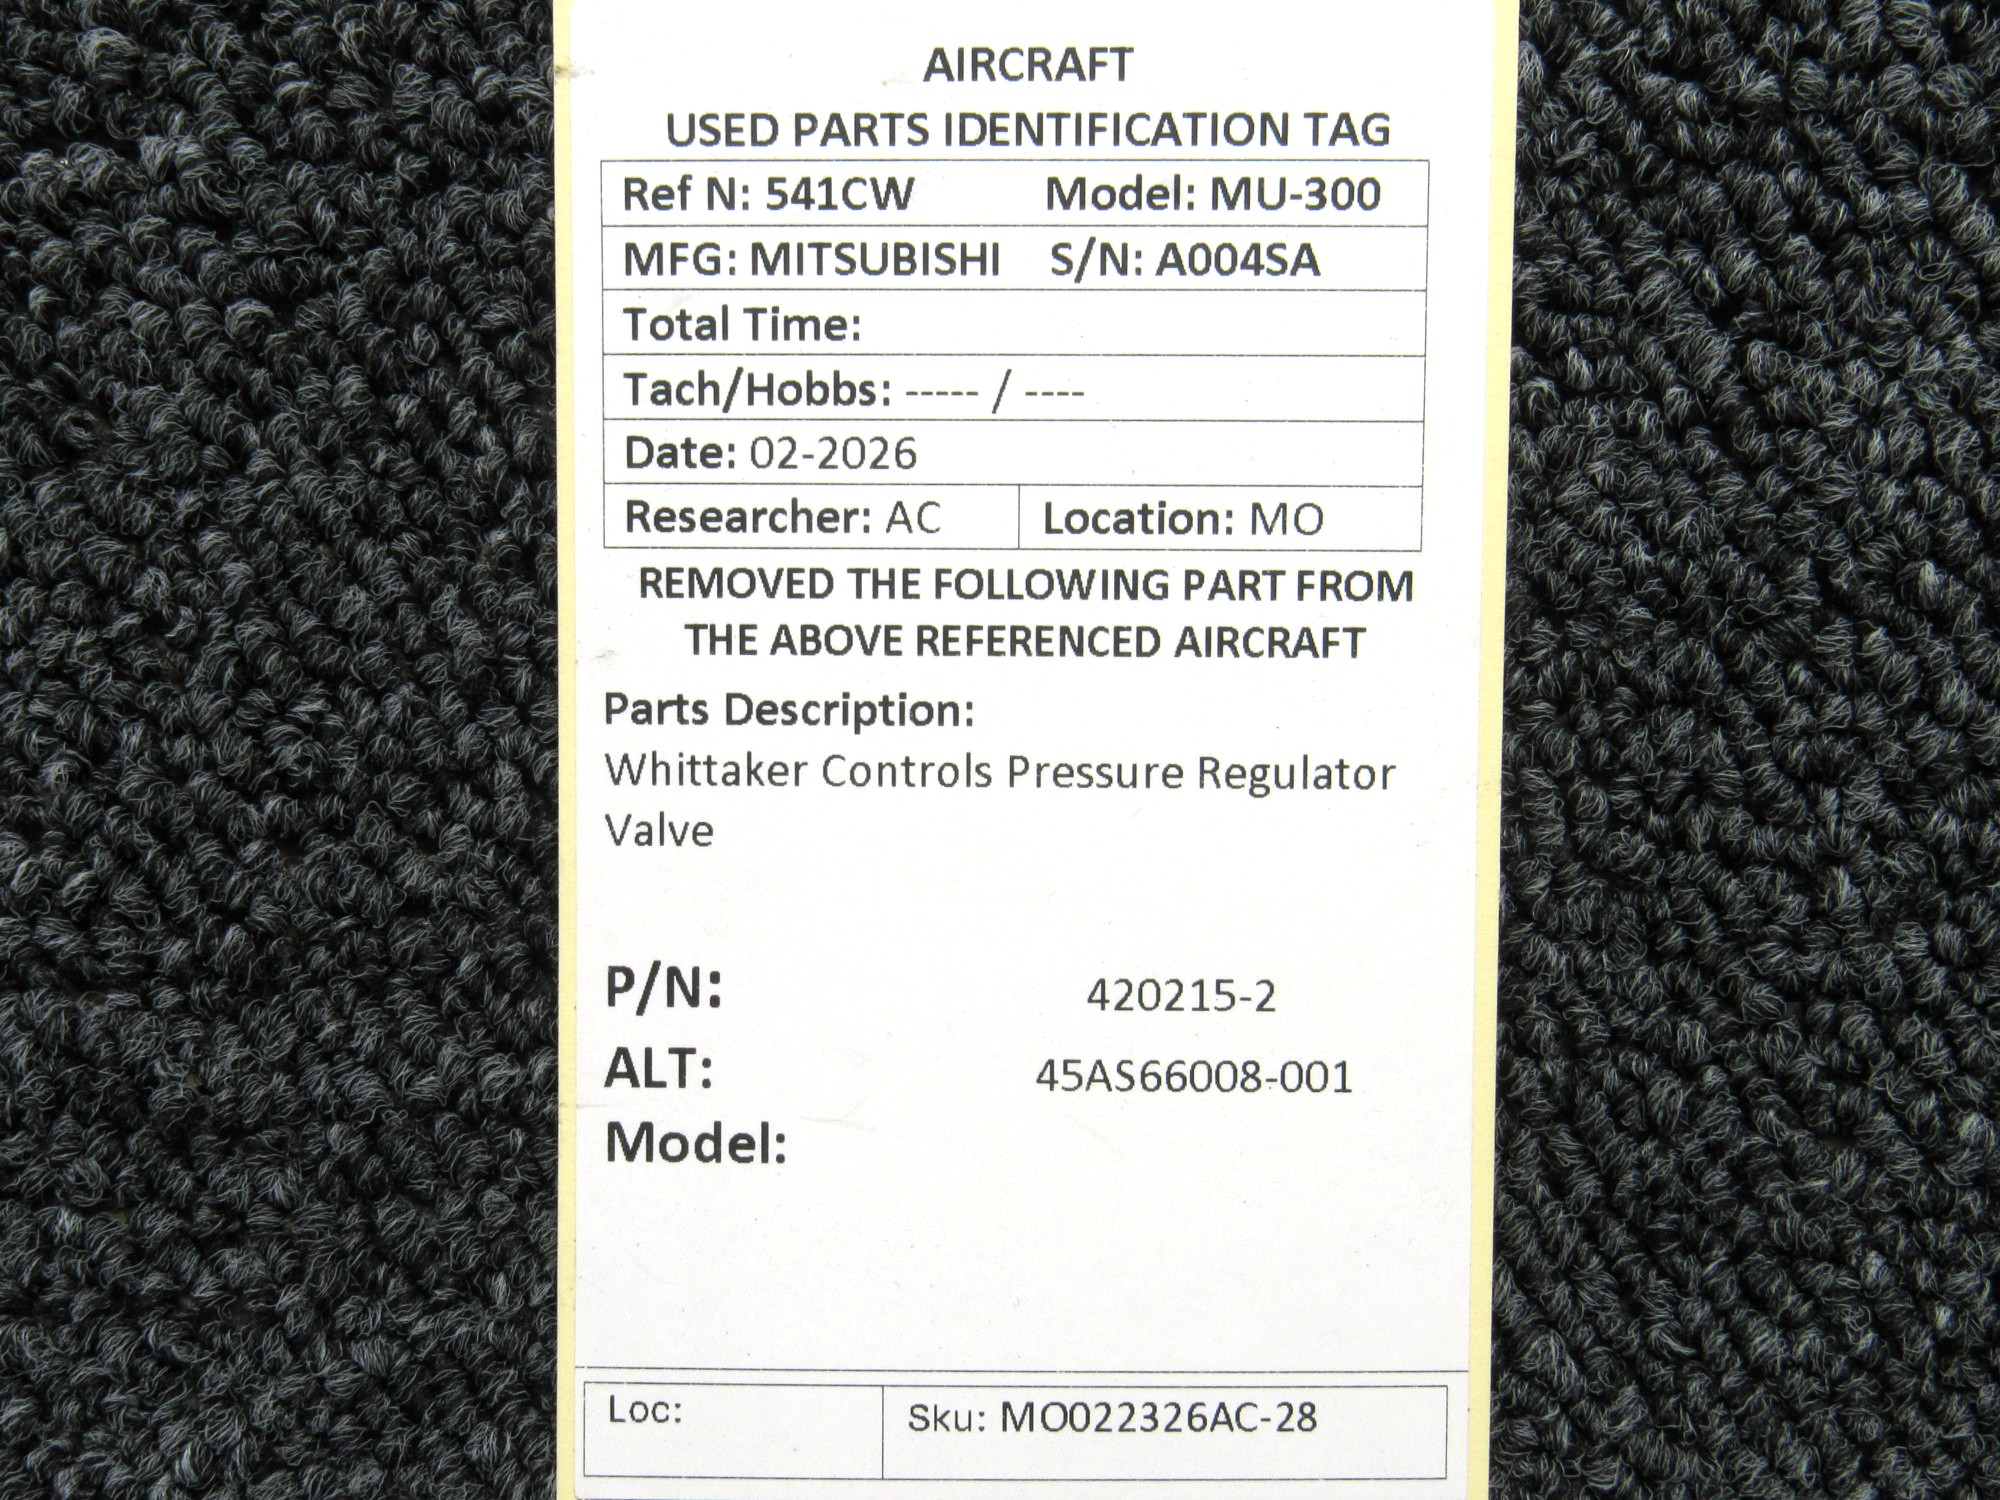 AIRCRAFT
USED PARTS IDENTIFICATION TAG
Ref N: 541CW Model: MU-300
MFG: MITSUBISHI S/N: A004SA
Total Time:
Tach/Hobbs: ----- / ----
Date: 02-2026
Researcher: AC Location: MO
REMOVED THE FOLLOWING PART FROM
THE ABOVE REFERENCED AIRCRAFT
Parts Description:
Whittaker Controls Pressure Regulator
Valve
P/N: 420215-2
ALT: 45AS66008-001
Model:
Loc: Sku: MO022326AC-28